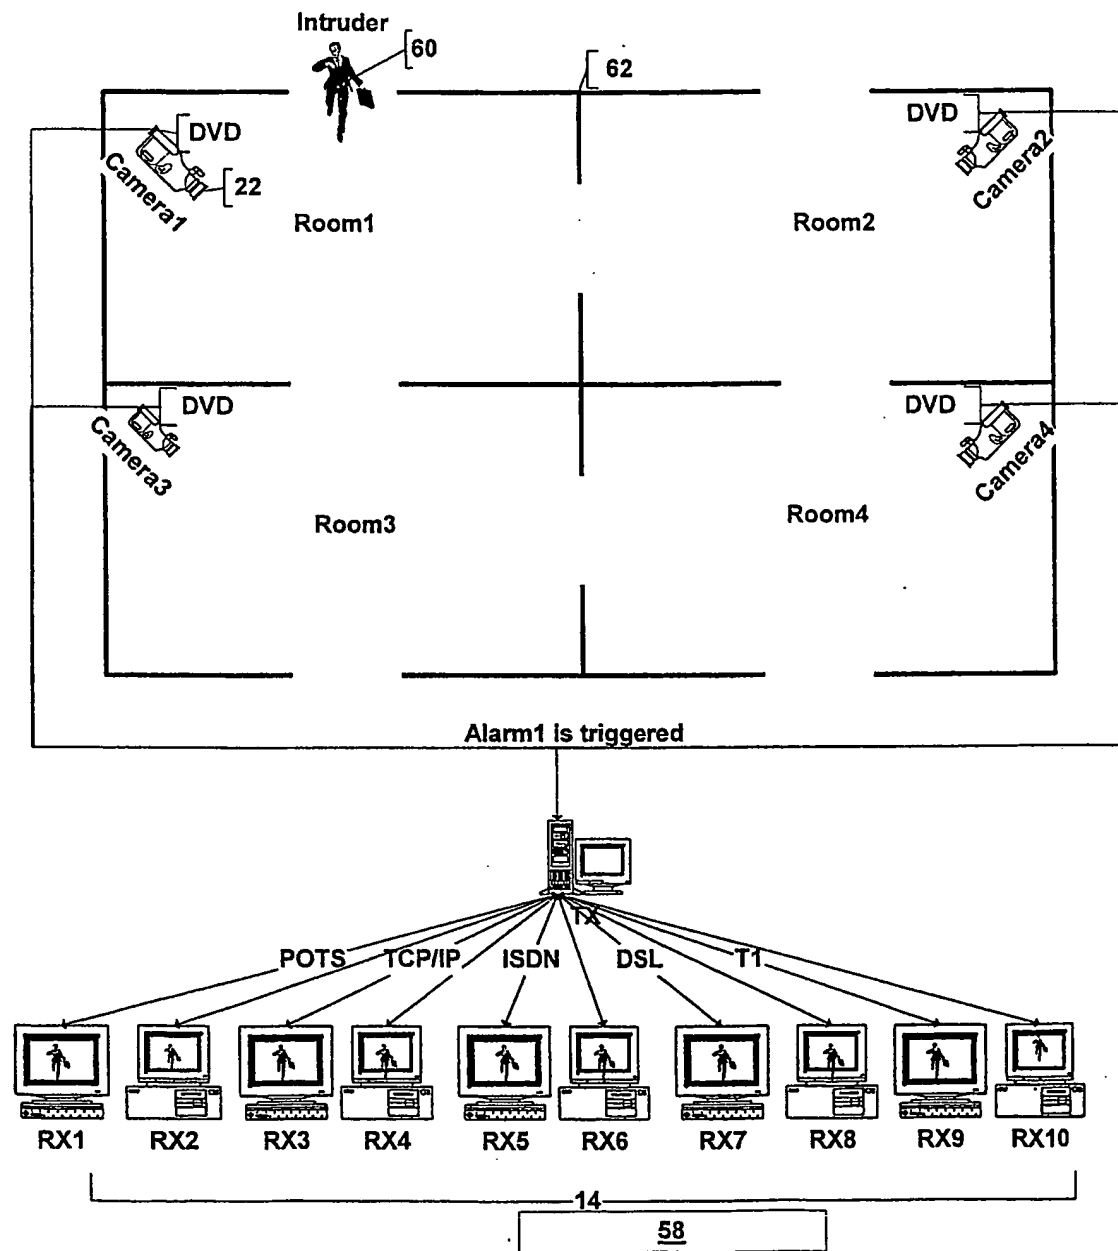 Intruder
60
62
DVD
DVD
Camera1
22
Camera2
Room1
Room2
DVD
DVD
Camera3
Camera4
Room3
Room4
Alarm1 is triggered
TX
POTS TCP/IP ISDN DSL T1
RX1 RX2 RX3 RX4 RX5 RX6 RX7 RX8 RX9 RX10
14
58